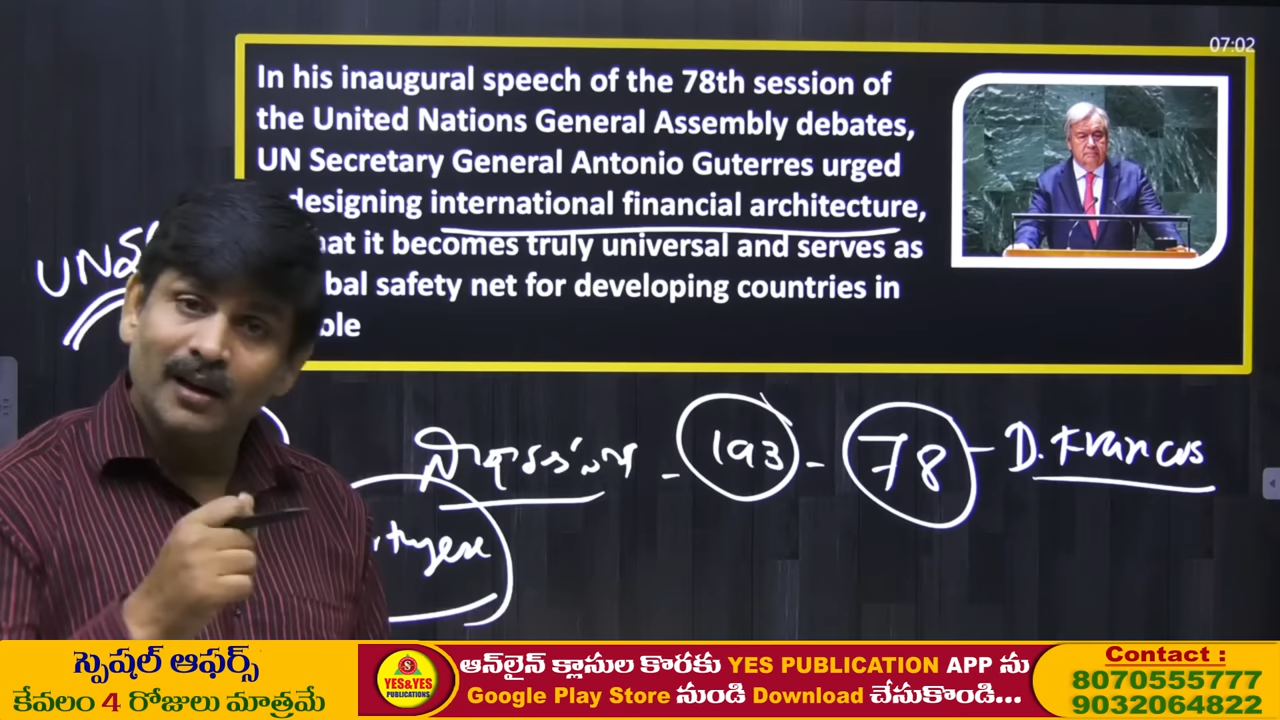 07:02
In his inaugural speech of the 78th session of
the United Nations General Assembly debates,
UN Secretary General Antonio Guterres urged
designing international financial architecture,
at it becomes truly universal and serves as
bal safety net for developing countries in
ble
UN
193 - 78 - D. Francis
స్పెషల్ ఆఫర్స్
కేవలం 4 రోజులు మాత్రమే
YES&YES
PUBLICATIONS
ఆన్‌లైన్ క్లాసుల కొరకు YES PUBLICATION APP ను
Google Play Store నుండి Download చేసుకొండి...
Contact :
8070555777
9032064822